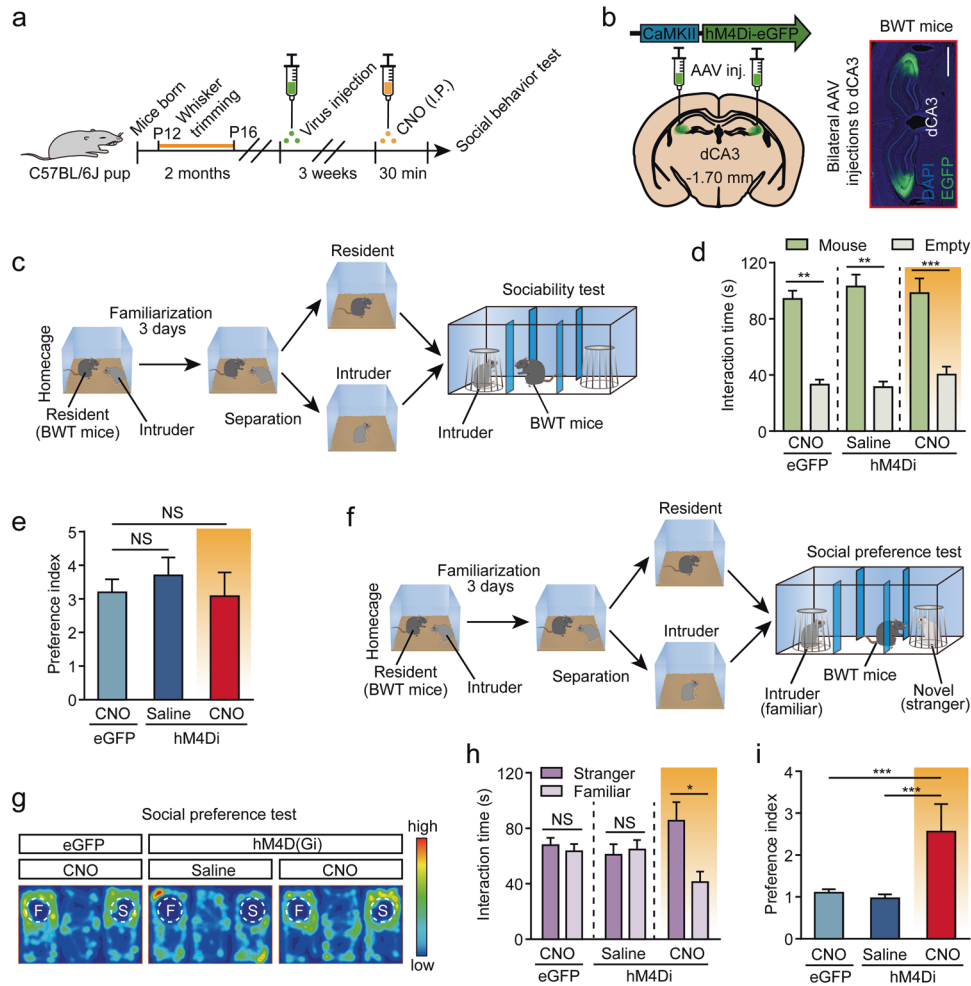 a
Mice born
P12
Whisker
trimming
P16
Virus injection
CNO (I.P.)
Social behavior test
C57BL/6J pup
2 months
3 weeks
30 min
b
CaMKII
hM4Di-eGFP
AAV inj.
dCA3
-1.70 mm
BWT mice
Bilateral AAV
injections to dCA3
DAPI
EGFP
dCA3
c
Homecage
Familiarization
3 days
Resident
(BWT mice)
Intruder
Separation
Resident
Intruder
Sociability test
Intruder
BWT mice
d
Mouse
Empty
Interaction time (s)
120
80
40
0
**
**
***
CNO
Saline
CNO
eGFP
hM4Di
e
Preference index
5
4
3
2
1
0
NS
NS
CNO
Saline
CNO
eGFP
hM4Di
f
Homecage
Familiarization
3 days
Resident
(BWT mice)
Intruder
Separation
Resident
Intruder
Social preference test
Intruder
(familiar)
BWT mice
Novel
(stranger)
g
Social preference test
eGFP
hM4D(Gi)
CNO
Saline
CNO
F
S
F
S
F
S
high
low
h
Stranger
Familiar
Interaction time (s)
120
80
40
0
NS
NS
*
CNO
Saline
CNO
eGFP
hM4Di
i
Preference index
4
3
2
1
0
***
***
CNO
Saline
CNO
eGFP
hM4Di